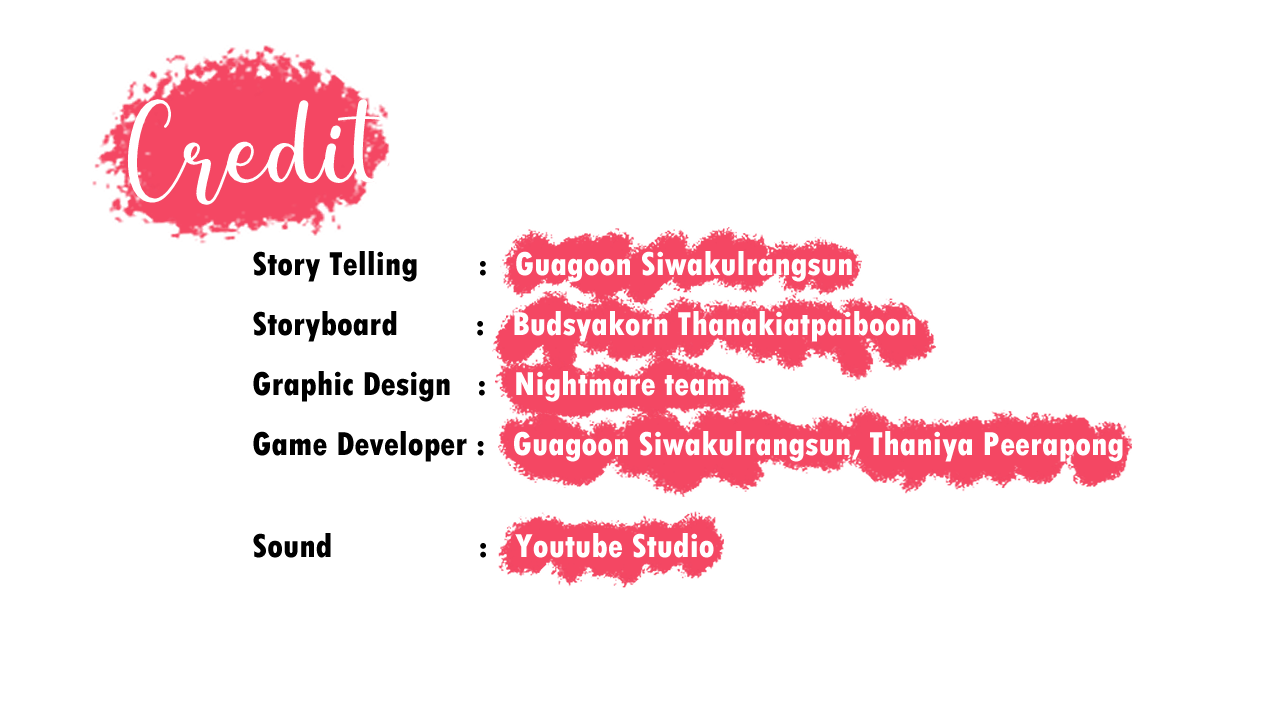 Credit
Story Telling : Guagoon Siwakulrangsun
Storyboard : Budsyakorn Thanakiatpaiboon
Graphic Design : Nightmare team
Game Developer : Guagoon Siwakulrangsun, Thaniya Peerapong
Sound : Youtube Studio